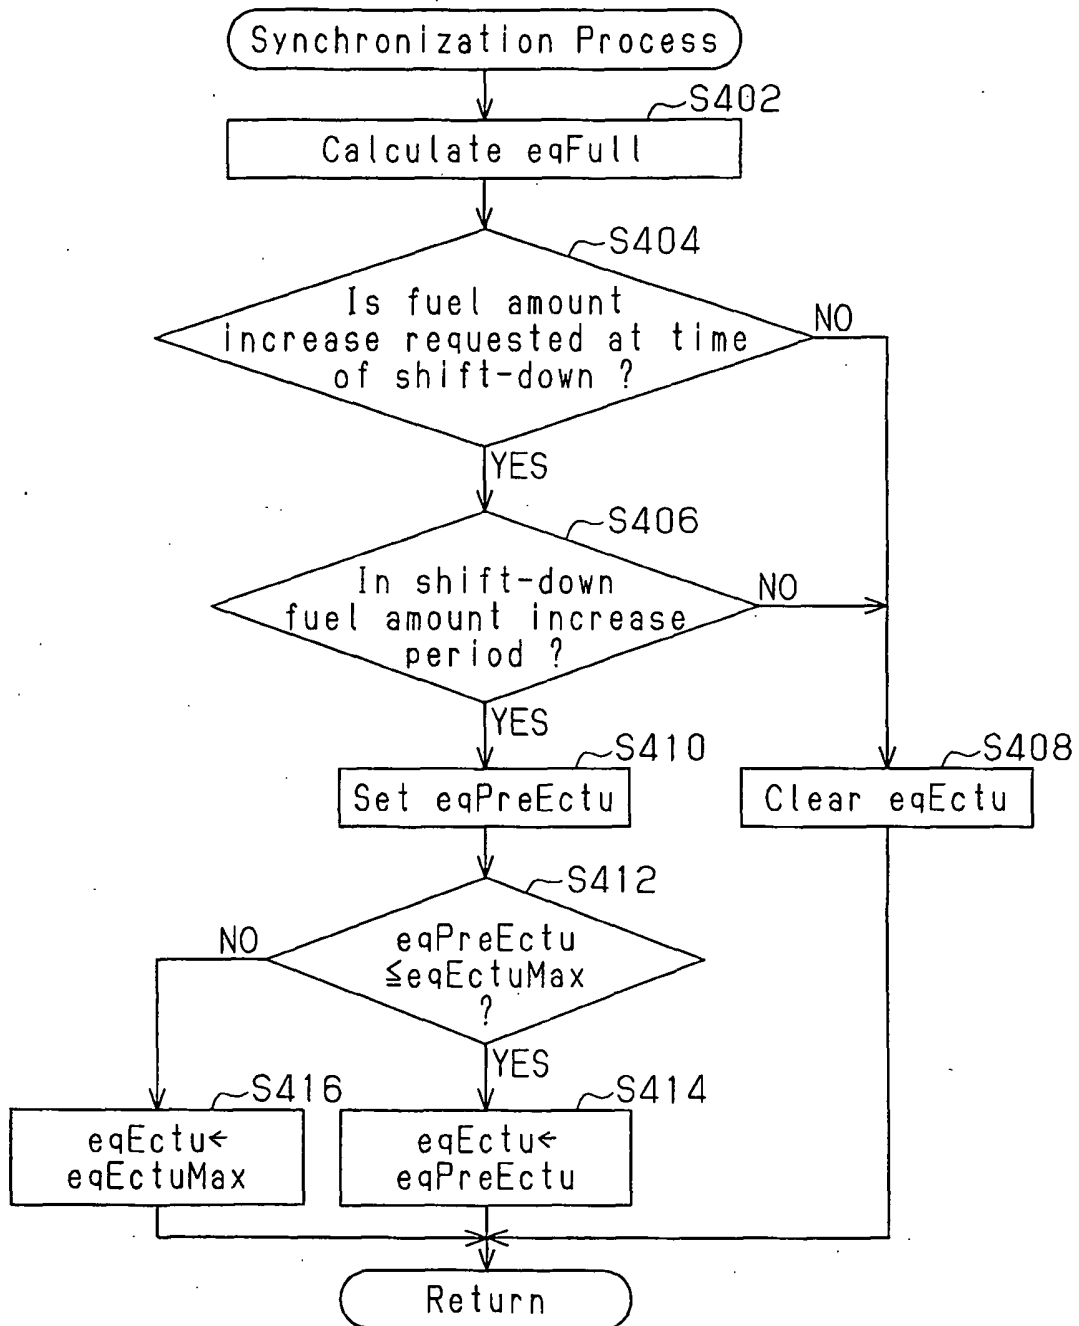 Synchronization Process
S402
Calculate eqFull
S404
Is fuel amount
increase requested at time
of shift-down ?
NO
YES
S406
In shift-down
fuel amount increase
period ?
NO
YES
S410
Set eqPreEctu
S408
Clear eqEctu
S412
eqPreEctu
≦eqEctuMax
?
NO
YES
S416
eqEctu←
eqEctuMax
S414
eqEctu←
eqPreEctu
Return